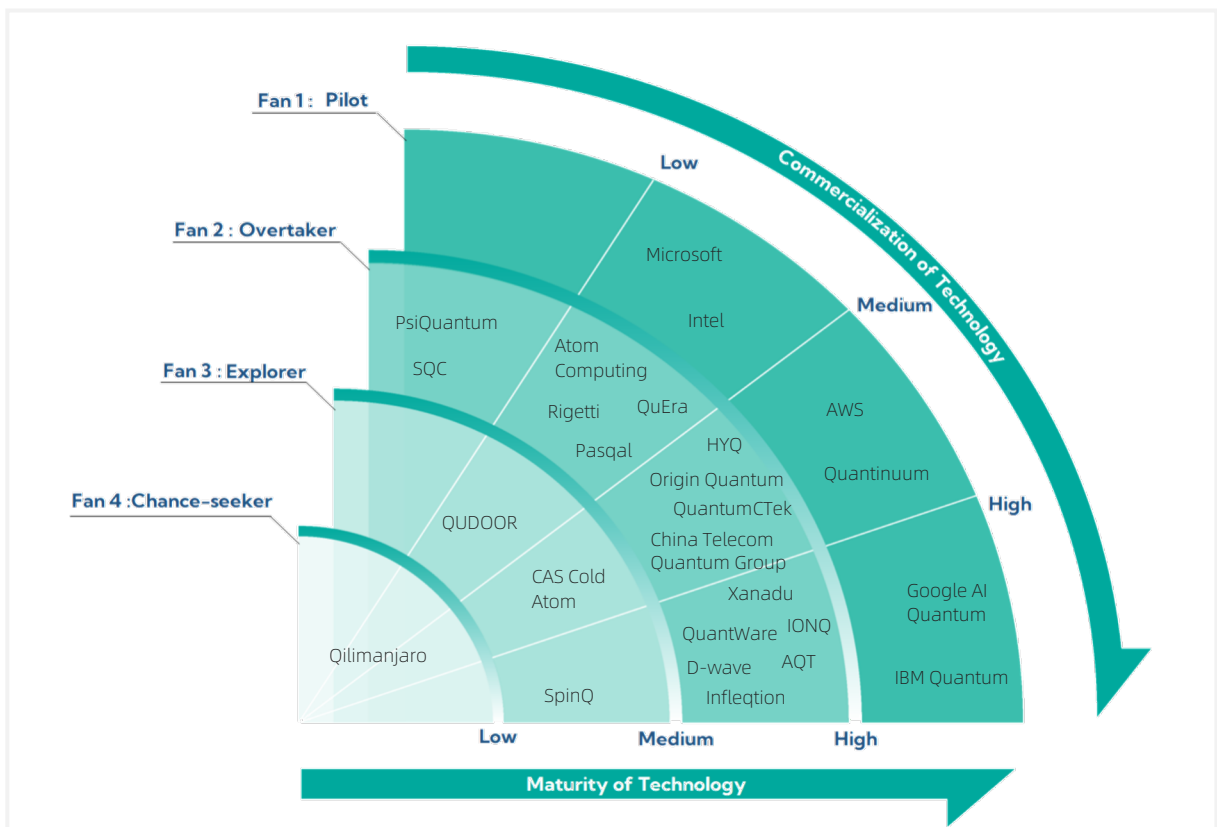 Fan 1 : Pilot
Low
Commercialization of Technology
Fan 2 : Overtaker
Microsoft
Medium
Intel
PsiQuantum
SQC
Atom
Computing
Fan 3 : Explorer
Rigetti
QuEra
Pasqal
AWS
HYQ
Quantinuum
Origin Quantum
QuantumCTek
China Telecom
Quantum Group
High
Fan 4 :Chance-seeker
QUDOOR
CAS Cold
Atom
Xanadu
QuantWare
IONQ
D-wave
AQT
Infleqtion
Google AI
Quantum
IBM Quantum
Qilimanjaro
SpinQ
Low
Medium
High
Maturity of Technology